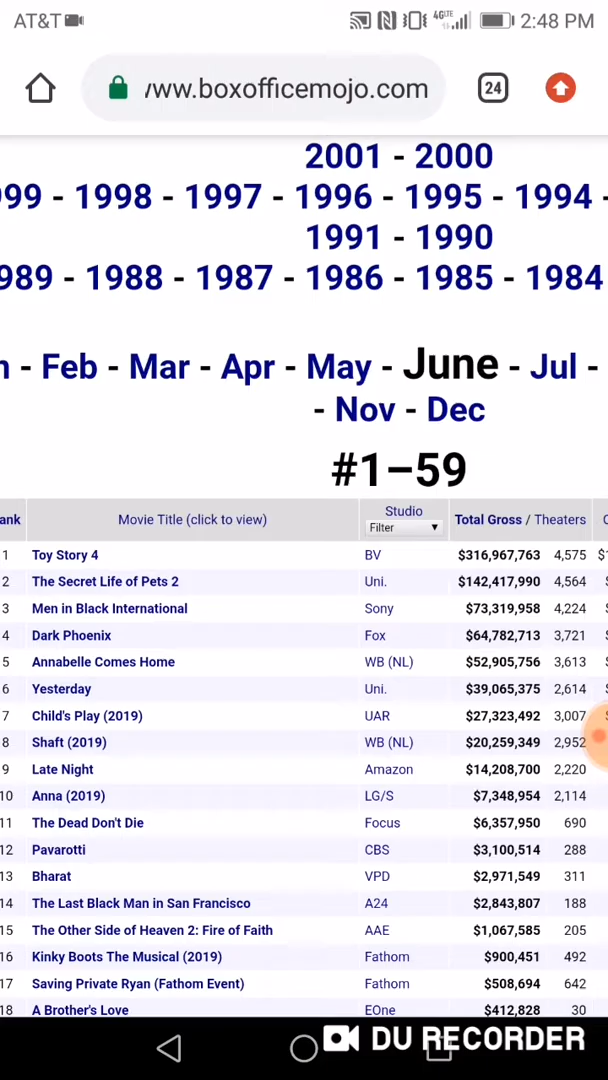 AT&T 4G LTE 2:48 PM
/ww.boxofficemojo.com 24
2001 - 2000
99 - 1998 - 1997 - 1996 - 1995 - 1994 -
1991 - 1990
989 - 1988 - 1987 - 1986 - 1985 - 1984
n - Feb - Mar - Apr - May - June - Jul -
- Nov - Dec
#1–59
ank Movie Title (click to view) Studio Filter Total Gross / Theaters
1 Toy Story 4 BV $316,967,763 4,575 $1
2 The Secret Life of Pets 2 Uni. $142,417,990 4,564 $
3 Men in Black International Sony $73,319,958 4,224 $
4 Dark Phoenix Fox $64,782,713 3,721 $
5 Annabelle Comes Home WB (NL) $52,905,756 3,613 $
6 Yesterday Uni. $39,065,375 2,614 $
7 Child's Play (2019) UAR $27,323,492 3,007 $
8 Shaft (2019) WB (NL) $20,259,349 2,952
9 Late Night Amazon $14,208,700 2,220
10 Anna (2019) LG/S $7,348,954 2,114
11 The Dead Don't Die Focus $6,357,950 690
12 Pavarotti CBS $3,100,514 288
13 Bharat VPD $2,971,549 311
14 The Last Black Man in San Francisco A24 $2,843,807 188
15 The Other Side of Heaven 2: Fire of Faith AAE $1,067,585 205
16 Kinky Boots The Musical (2019) Fathom $900,451 492
17 Saving Private Ryan (Fathom Event) Fathom $508,694 642
18 A Brother's Love EOne $412,828 30
DU RECORDER